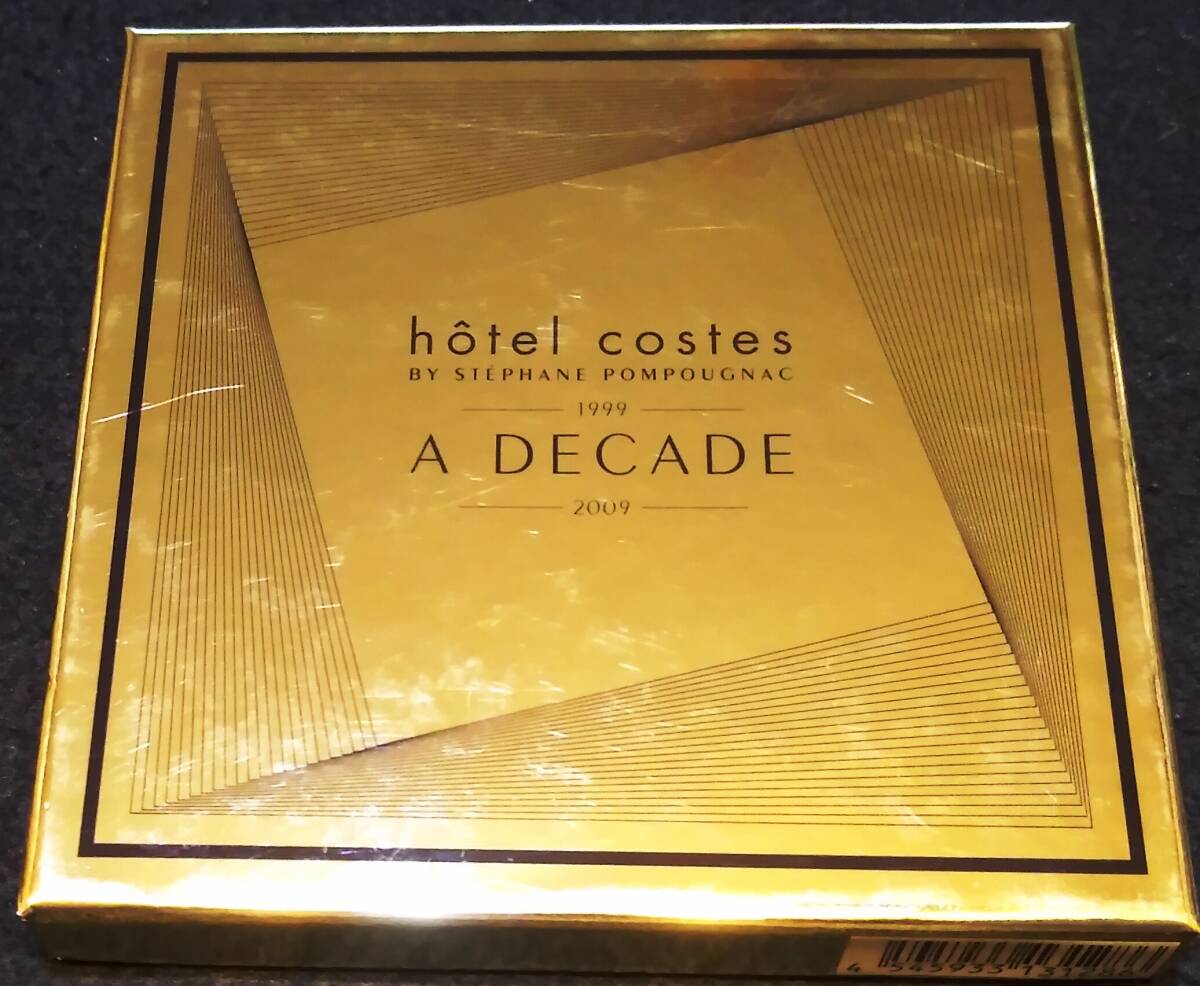 hôtel costes
BY STÉPHANE POMPOUGNAC
1999
A DECADE
2009